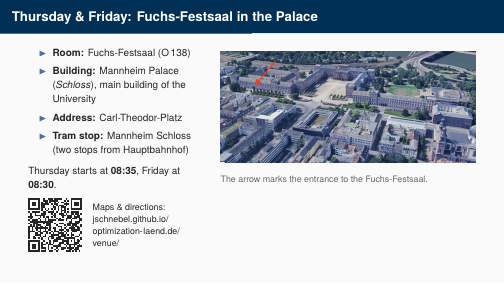 Thursday & Friday: Fuchs-Festsaal in the Palace
► Room: Fuchs-Festsaal (O 138)
► Building: Mannheim Palace
(Schloss), main building of the
University
► Address: Carl-Theodor-Platz
► Tram stop: Mannheim Schloss
(two stops from Hauptbahnhof)
Thursday starts at 08:35, Friday at
08:30.
Maps & directions:
jschnebel.github.io/
optimization-laend.de/
venue/
The arrow marks the entrance to the Fuchs-Festsaal.